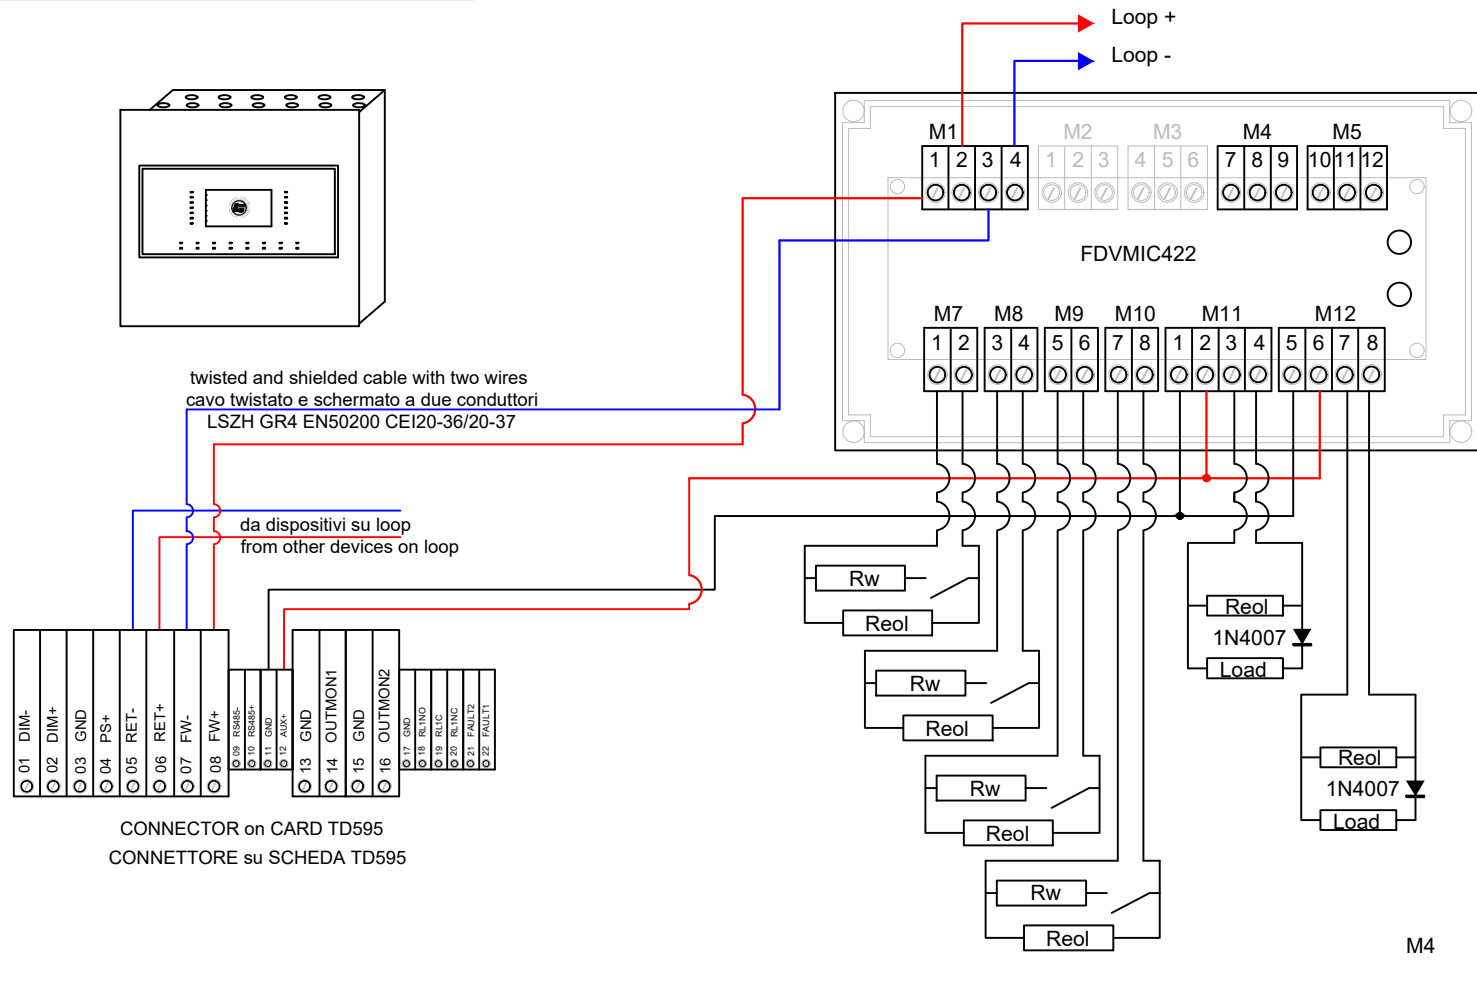 Loop +
Loop -
M1 M2 M3 M4 M5
1 2 3 4 1 2 3 4 5 6 7 8 9 10 11 12
FDVMIC422
M7 M8 M9 M10 M11 M12
1 2 3 4 5 6 7 8 1 2 3 4 5 6 7 8
twisted and shielded cable with two wires
cavo twistato e schermato a due conduttori
LSZH GR4 EN50200 CEI20-36/20-37
da dispositivi su loop
from other devices on loop
Rw
Reol
Rw
Reol
Rw
Reol
Rw
Reol
Reol
1N4007
Load
Reol
1N4007
Load
01 DIM-
02 DIM+
03 GND
04 PS+
05 RET-
06 RET+
07 FW-
08 FW+
09 RS485-
10 RS485+
11 GND
12 AUX+
13 GND
14 OUTMON1
15 GND
16 OUTMON2
17 GND
18 RL1NO
19 RL1C
20 RL1NC
21 FAULT2
22 FAULT1
CONNECTOR on CARD TD595
CONNETTORE su SCHEDA TD595
M4